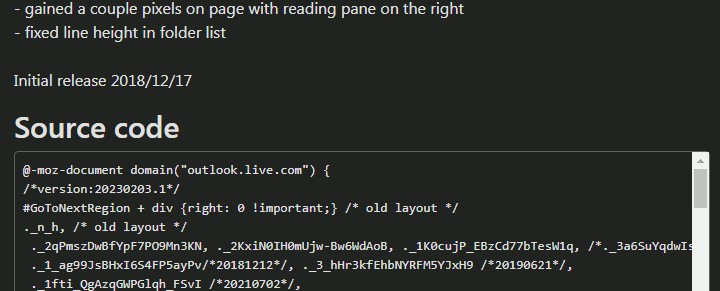 - gained a couple pixels on page with reading pane on the right
- fixed line height in folder list
Initial release 2018/12/17
Source code
@-moz-document domain("outlook.live.com") {
/*version:20230203.1*/
#GoToNextRegion + div {right: 0 !important;} /* old layout */
._n_h, /* old layout */
._2qPmszDwBfYpF7PO9Mn3KN, ._2KxiN0IH0mUjw-Bw6WdAoB, ._1K0cujP_EBzCd77bTesW1q, /*._3a6SuYqdwIs
._1_ag99JsBHxI6S4FP5ayPv/*20181212*/, ._3_hHr3kfEhbNYRFM5YJxH9 /*20190621*/,
._1fti_QgAzqGWPGlqh_FSvI /*20210702*/,